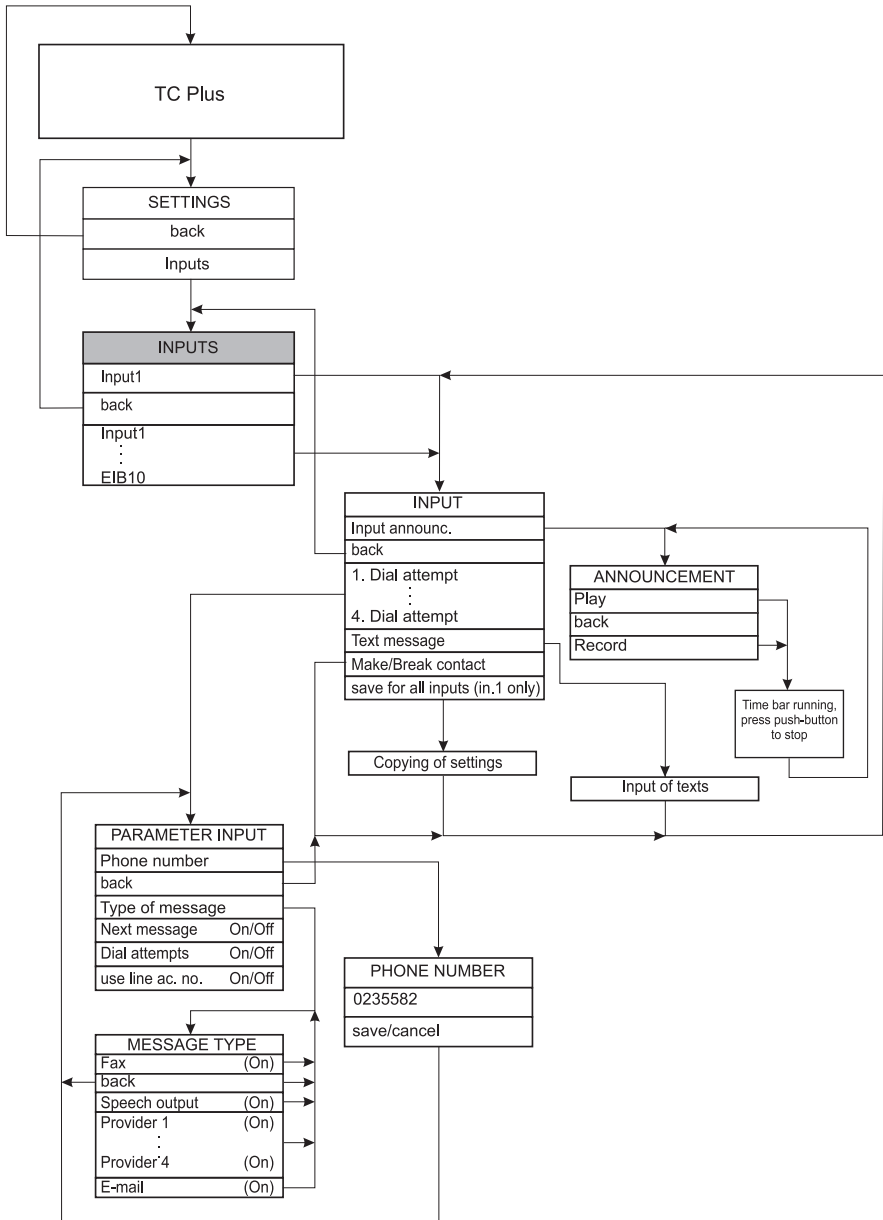 TC Plus
SETTINGS
back
Inputs
INPUTS
Input1
back
Input1
⋮
EIB10
INPUT
Input announc.
back
1. Dial attempt
⋮
4. Dial attempt
Text message
Make/Break contact
save for all inputs (in.1 only)
ANNOUNCEMENT
Play
back
Record
Time bar running,
press push-button
to stop
Copying of settings
Input of texts
PARAMETER INPUT
Phone number
back
Type of message
Next message On/Off
Dial attempts On/Off
use line ac. no. On/Off
PHONE NUMBER
0235582
save/cancel
MESSAGE TYPE
Fax (On)
back
Speech output (On)
Provider 1 (On)
⋮
Provider 4 (On)
E-mail (On)